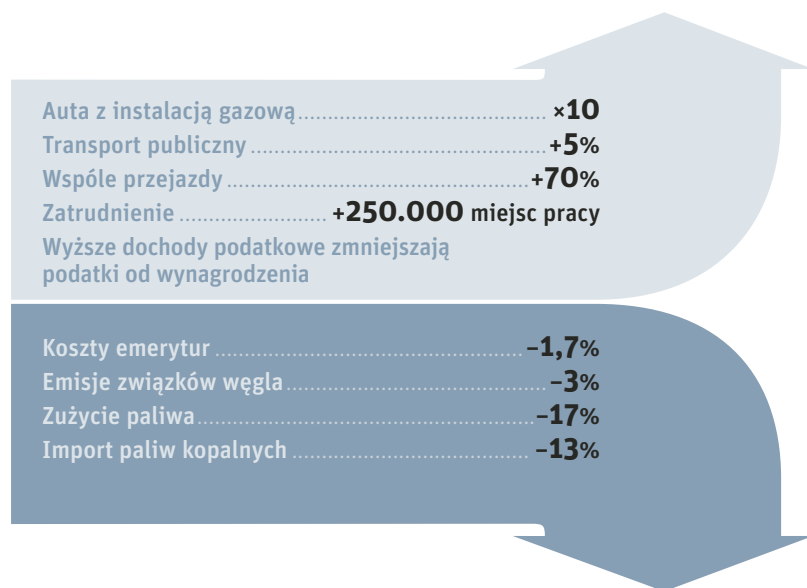 Auta z instalacją gazową ×10
Transport publiczny +5%
Wspóle przejazdy +70%
Zatrudnienie +250.000 miejsc pracy
Wyższe dochody podatkowe zmniejszają
podatki od wynagrodzenia
Koszty emerytur –1,7%
Emisje związków węgla –3%
Zużycie paliwa –17%
Import paliw kopalnych –13%